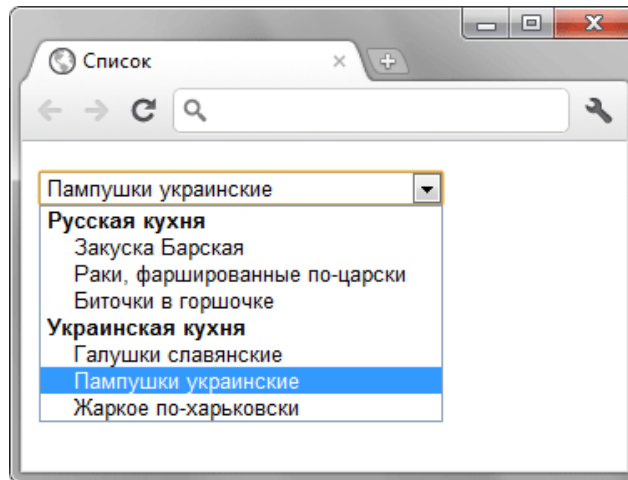 Список
Пампушки украинские
Русская кухня
Закуска Барская
Раки, фаршированные по-царски
Биточки в горшочке
Украинская кухня
Галушки славянские
Пампушки украинские
Жаркое по-харьковски